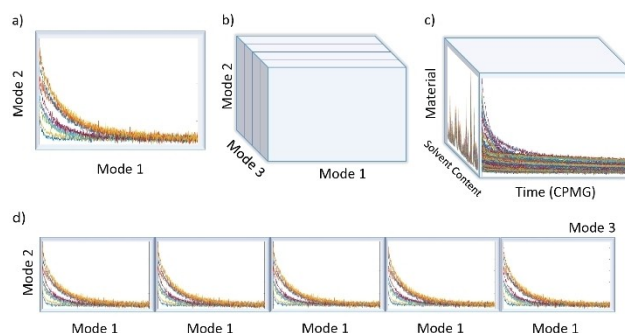 a)
Mode 2
Mode 1
b)
Mode 2
Mode 3
Mode 1
c)
Material
Solvent Content
Time (CPMG)
d)
Mode 3
Mode 2
Mode 1
Mode 1
Mode 1
Mode 1
Mode 1